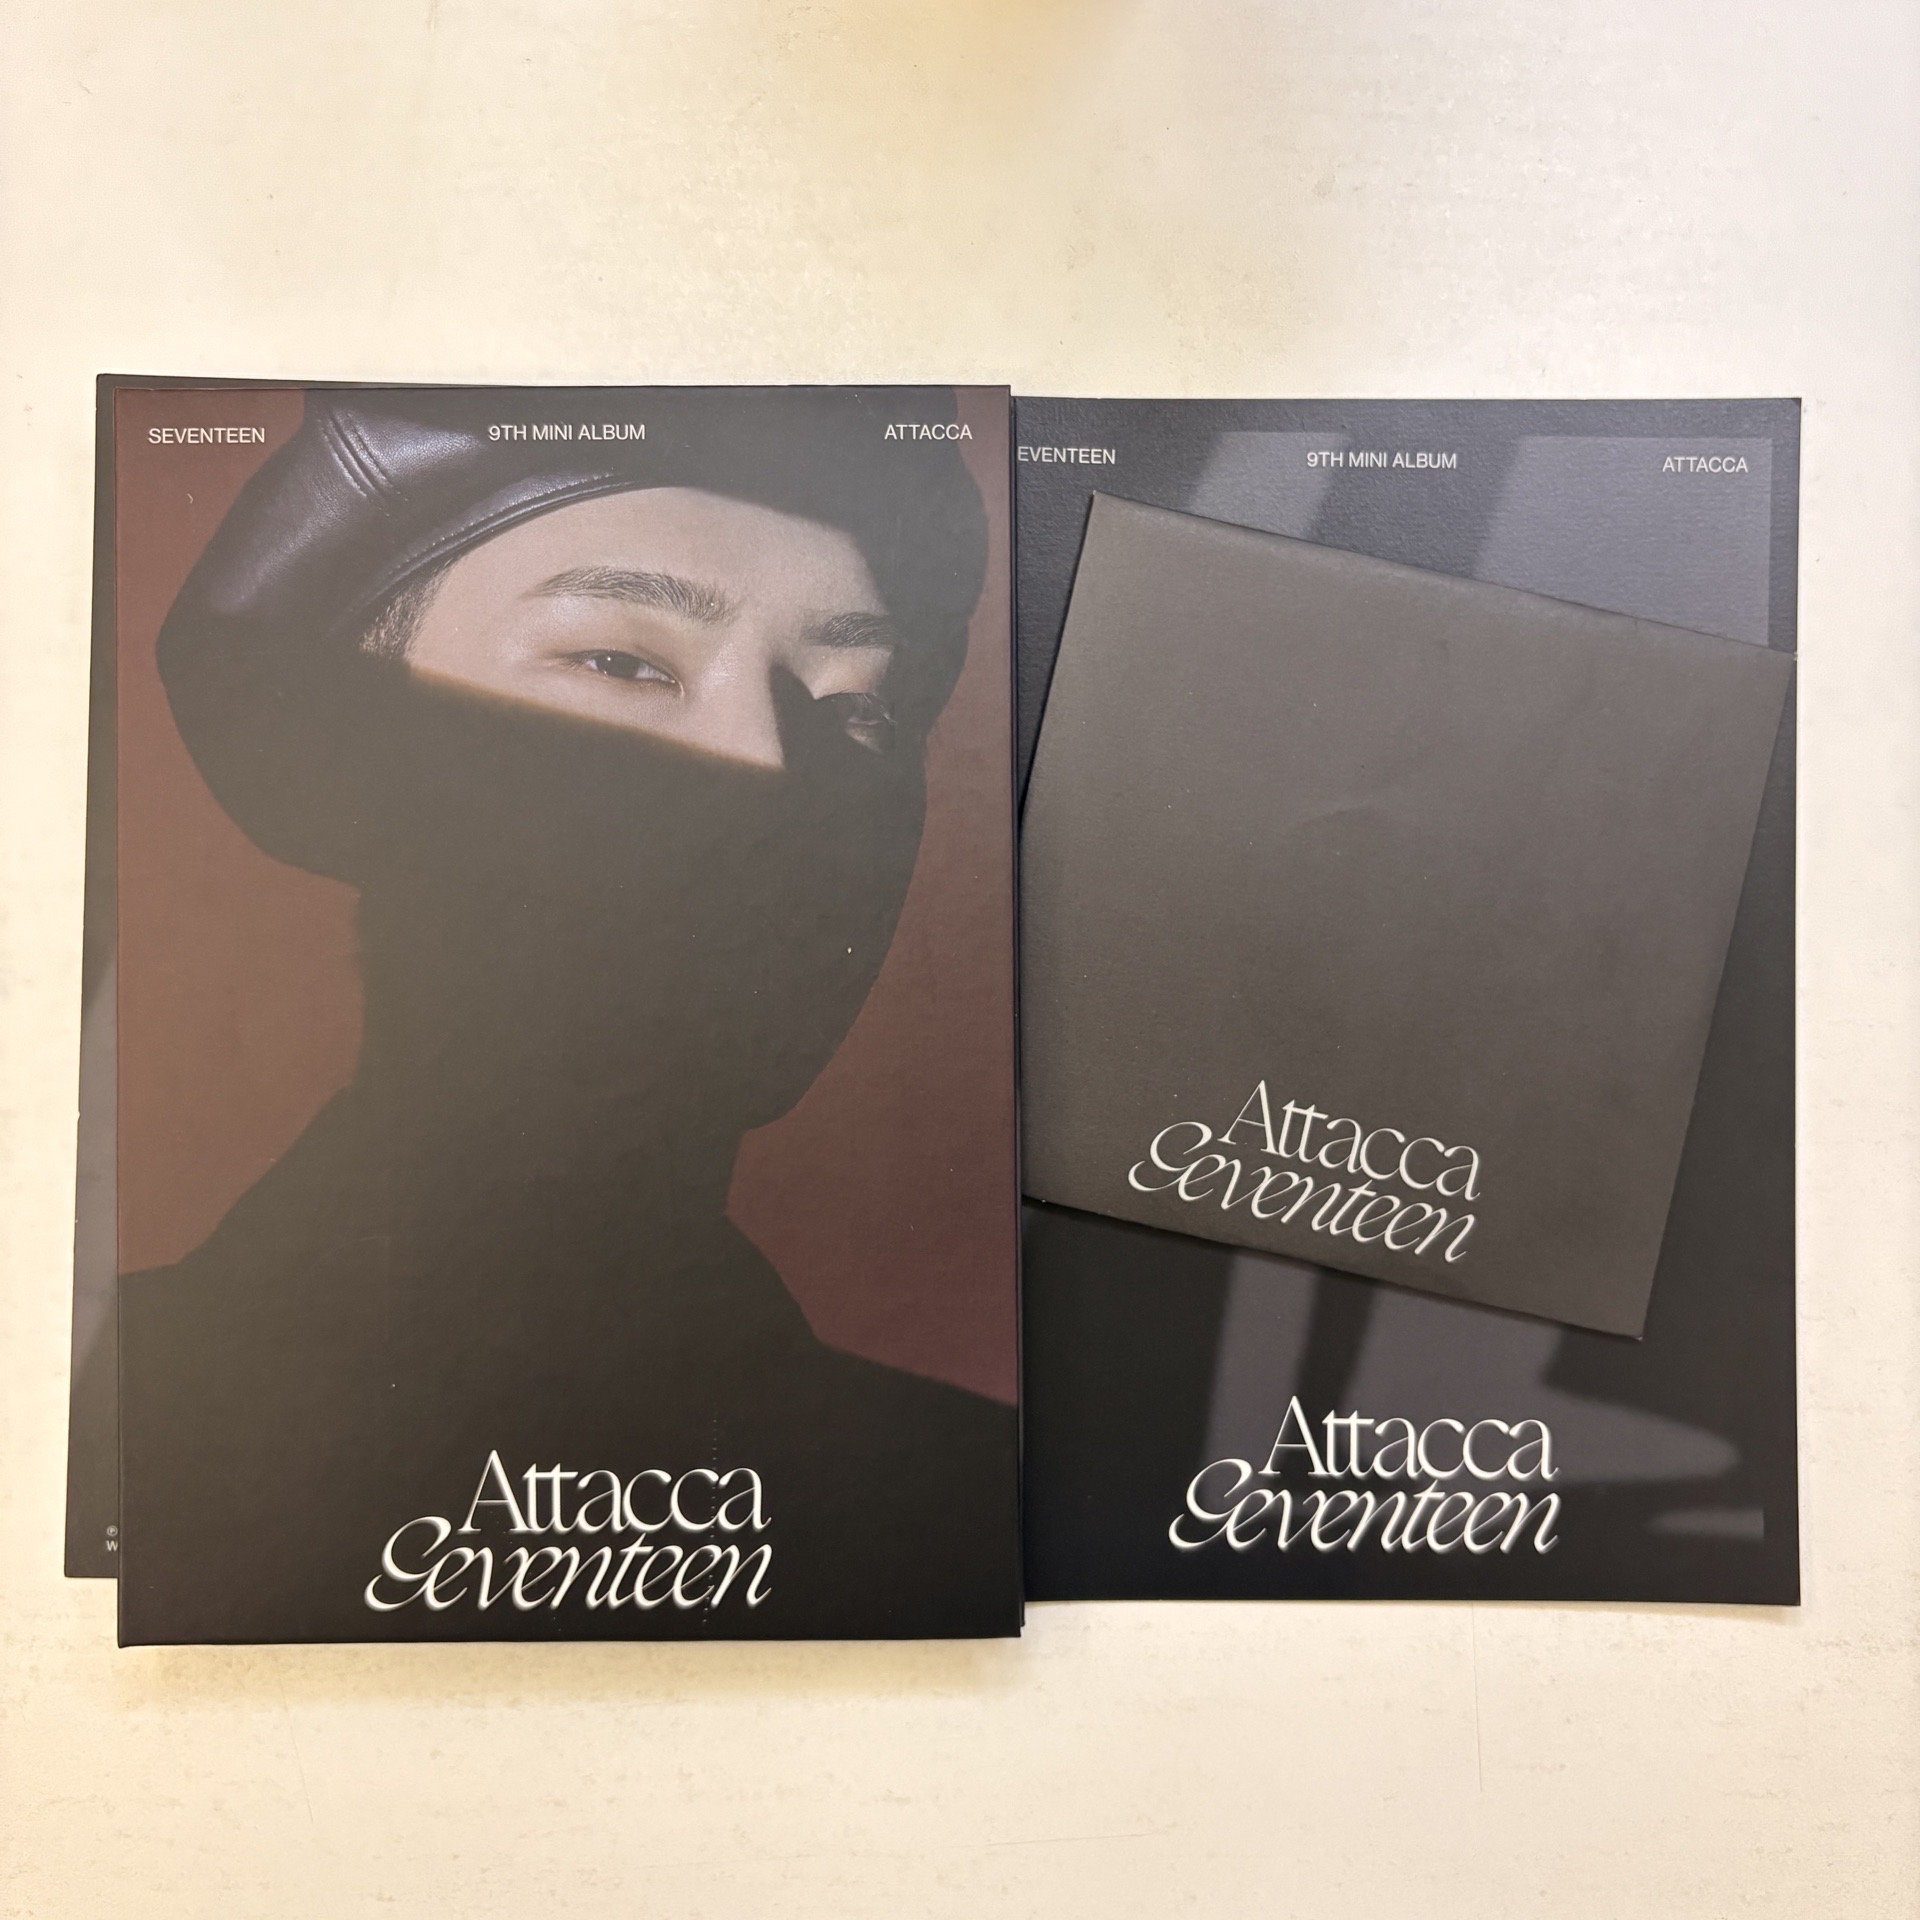 SEVENTEEN 9TH MINI ALBUM ATTACCA
Attacca
Seventeen
EVENTEEN 9TH MINI ALBUM ATTACCA
Attacca
Seventeen
Attacca
Seventeen
℗
W